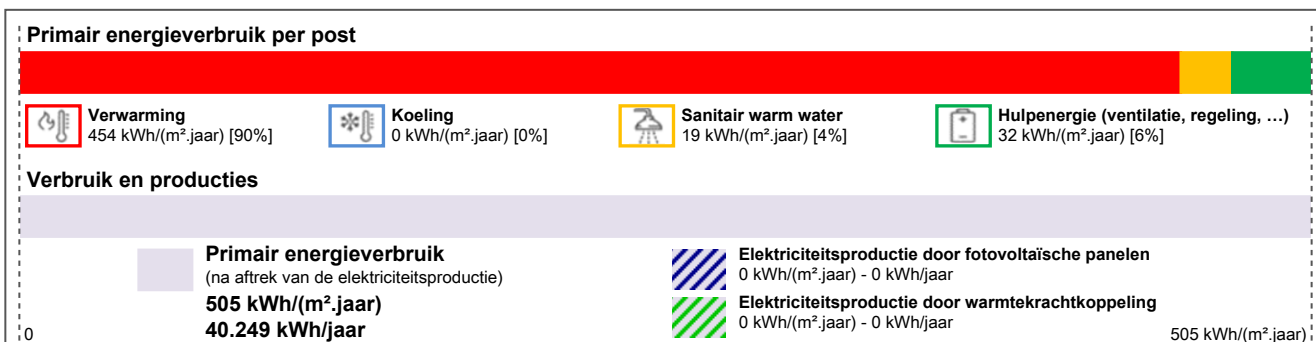 Primair energieverbruik per post
Verwarming
454 kWh/(m².jaar) [90%]
Koeling
0 kWh/(m².jaar) [0%]
Sanitair warm water
19 kWh/(m².jaar) [4%]
Hulpenergie (ventilatie, regeling, …)
32 kWh/(m².jaar) [6%]
Verbruik en producties
Primair energieverbruik
(na aftrek van de elektriciteitsproductie)
505 kWh/(m².jaar)
40.249 kWh/jaar
Elektriciteitsproductie door fotovoltaïsche panelen
0 kWh/(m².jaar) - 0 kWh/jaar
Elektriciteitsproductie door warmtekrachtkoppeling
0 kWh/(m².jaar) - 0 kWh/jaar
0
505 kWh/(m².jaar)